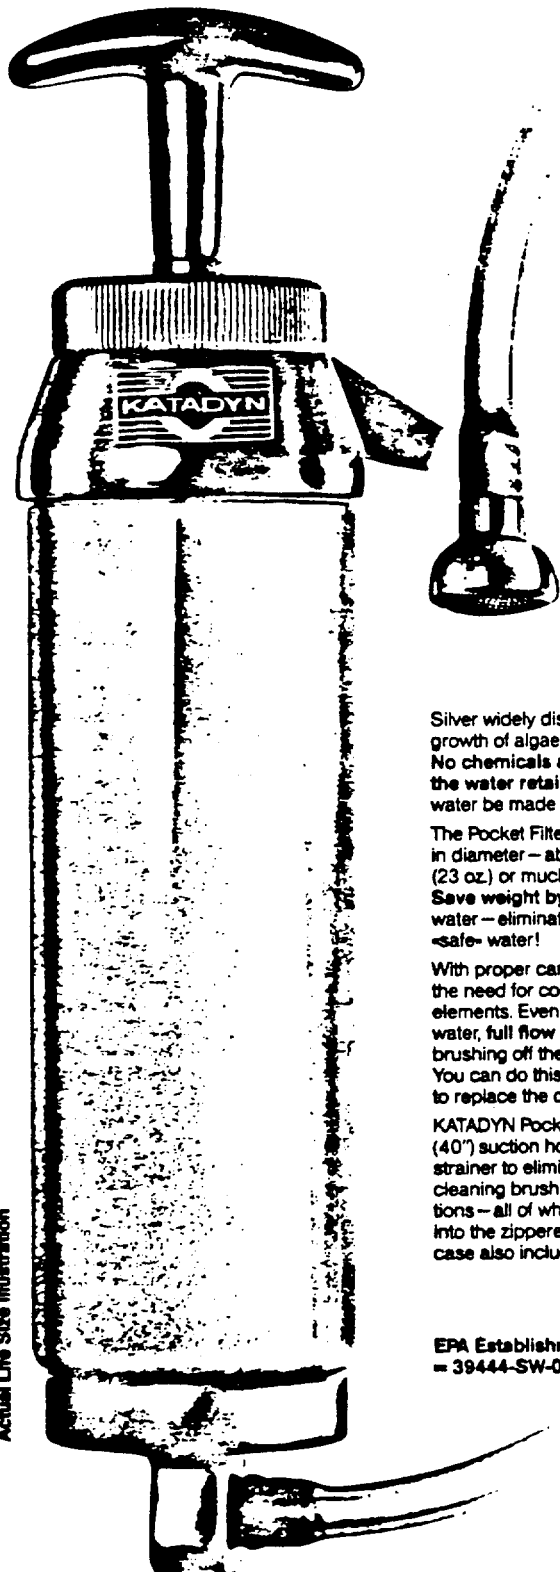 KATADYN
Silver widely dis
growth of algae
No chemicals a
the water retai
water be made
The Pocket Filte
in diameter – ab
(23 oz.) or much
Save weight by
water – eliminat
«safe» water!
With proper car
the need for co
elements. Even
water, full flow
brushing off the
You can do this
to replace the c
KATADYN Pock
(40") suction ho
strainer to elimi
cleaning brush
tions – all of wh
into the zippere
case also inclu
EPA Establishm
= 39444-SW-0
Actual Life Size Illustration